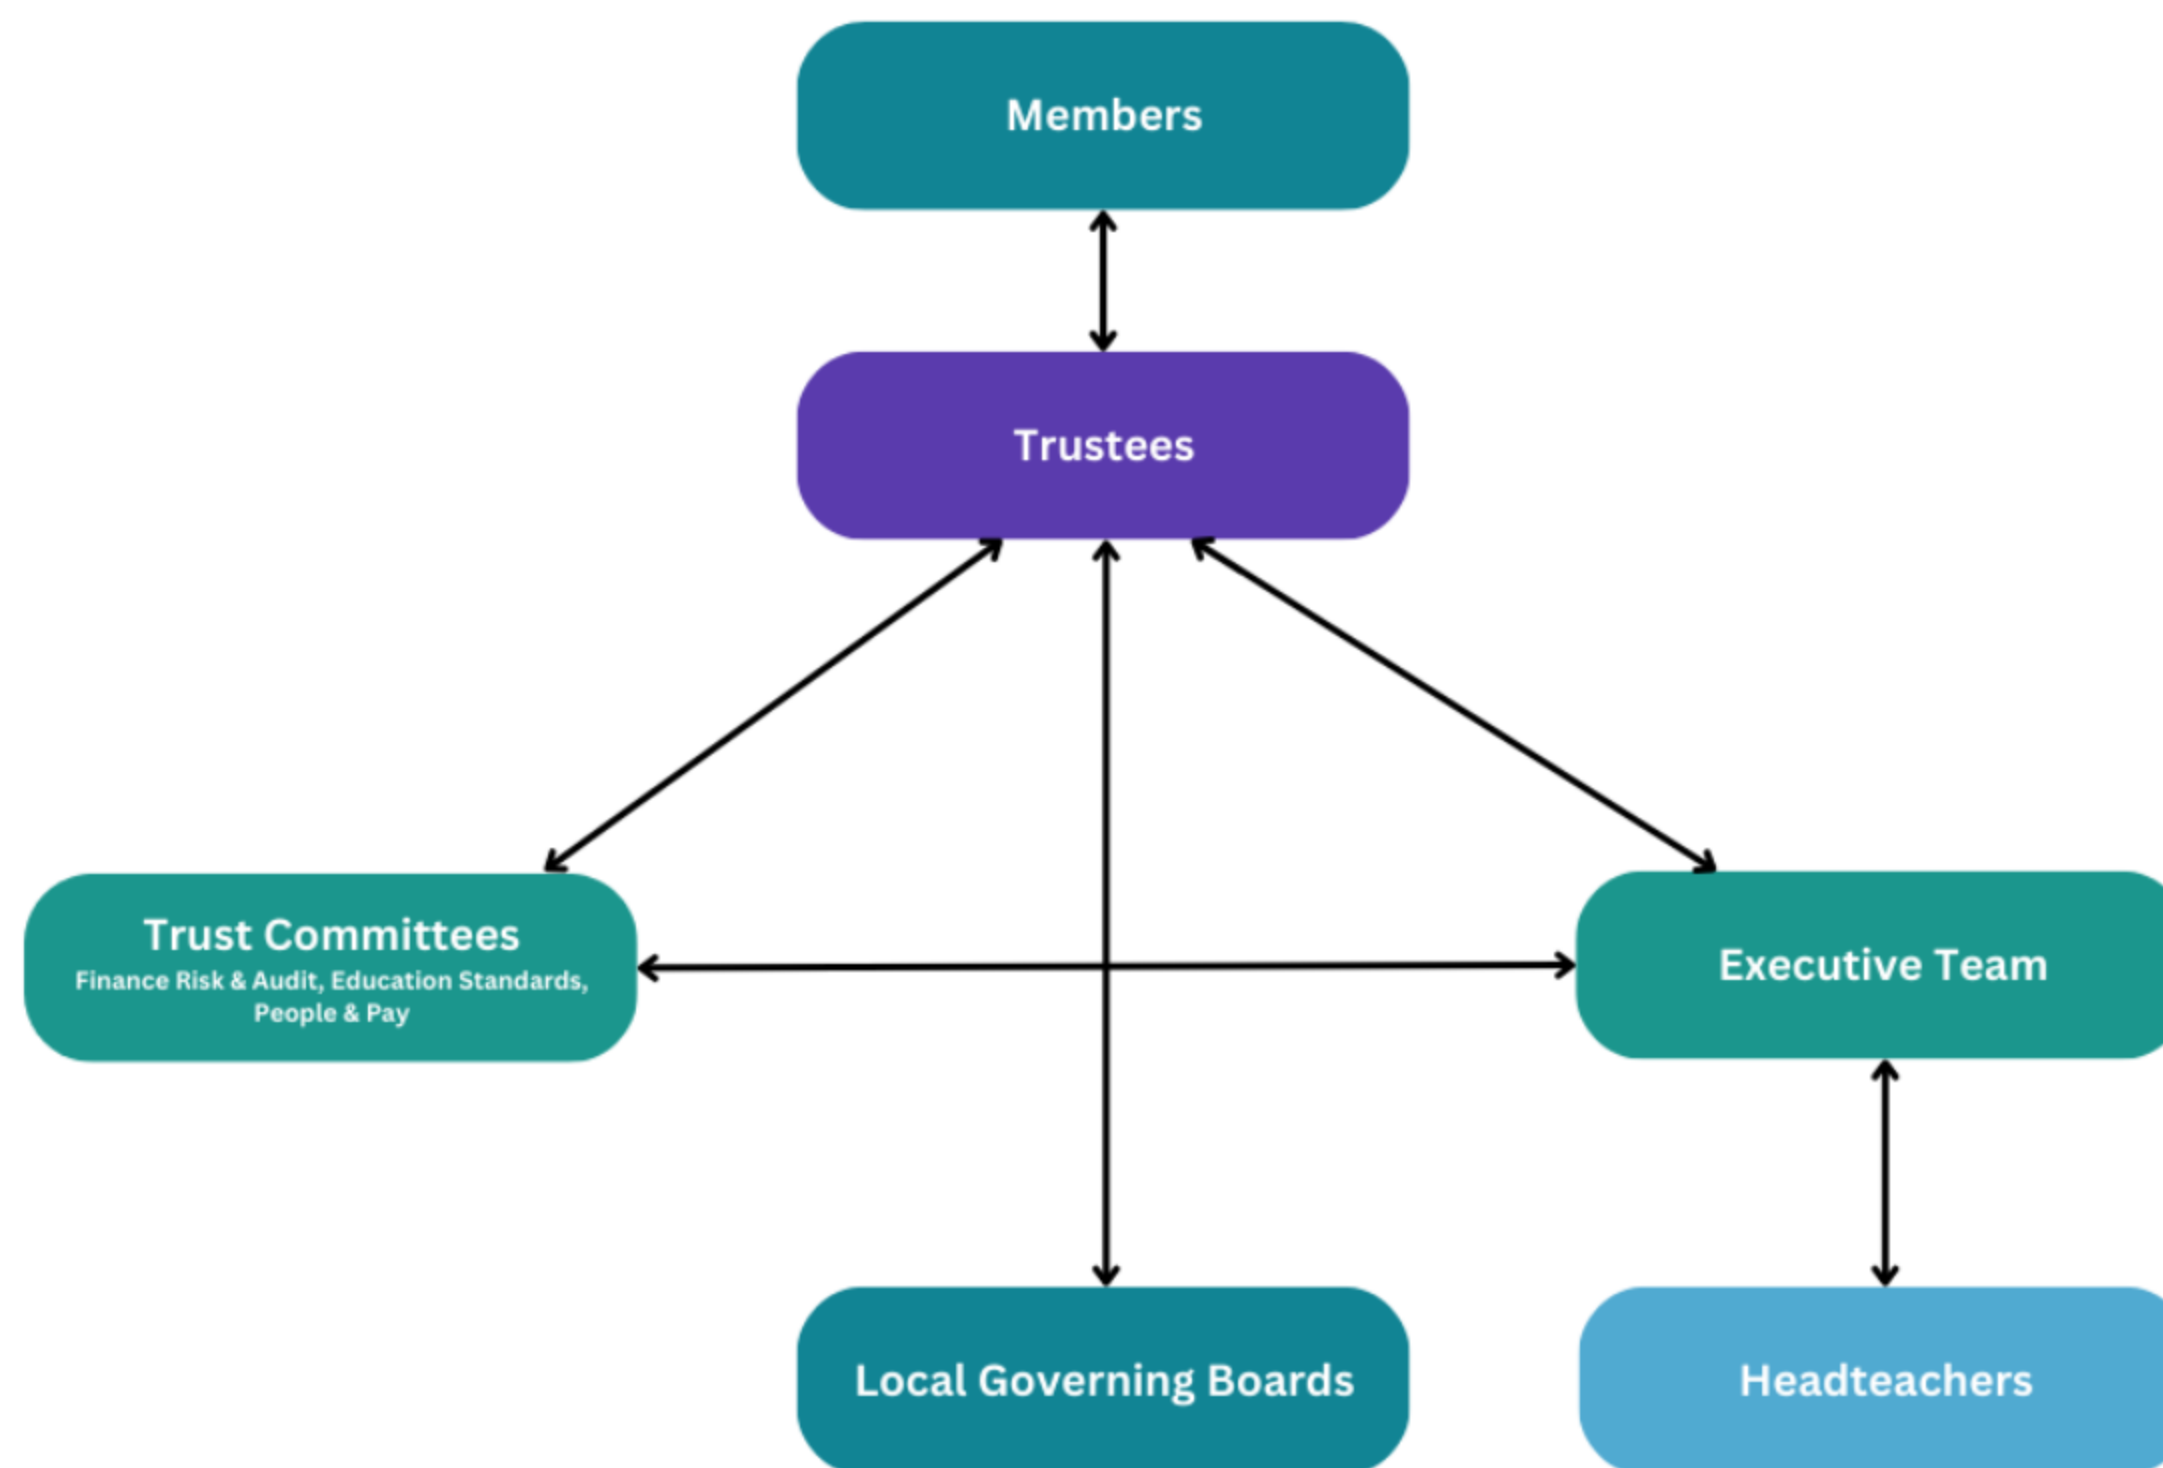 Members
Trustees
Trust Committees
Finance Risk & Audit, Education Standards,
People & Pay
Executive Team
Local Governing Boards
Headteachers